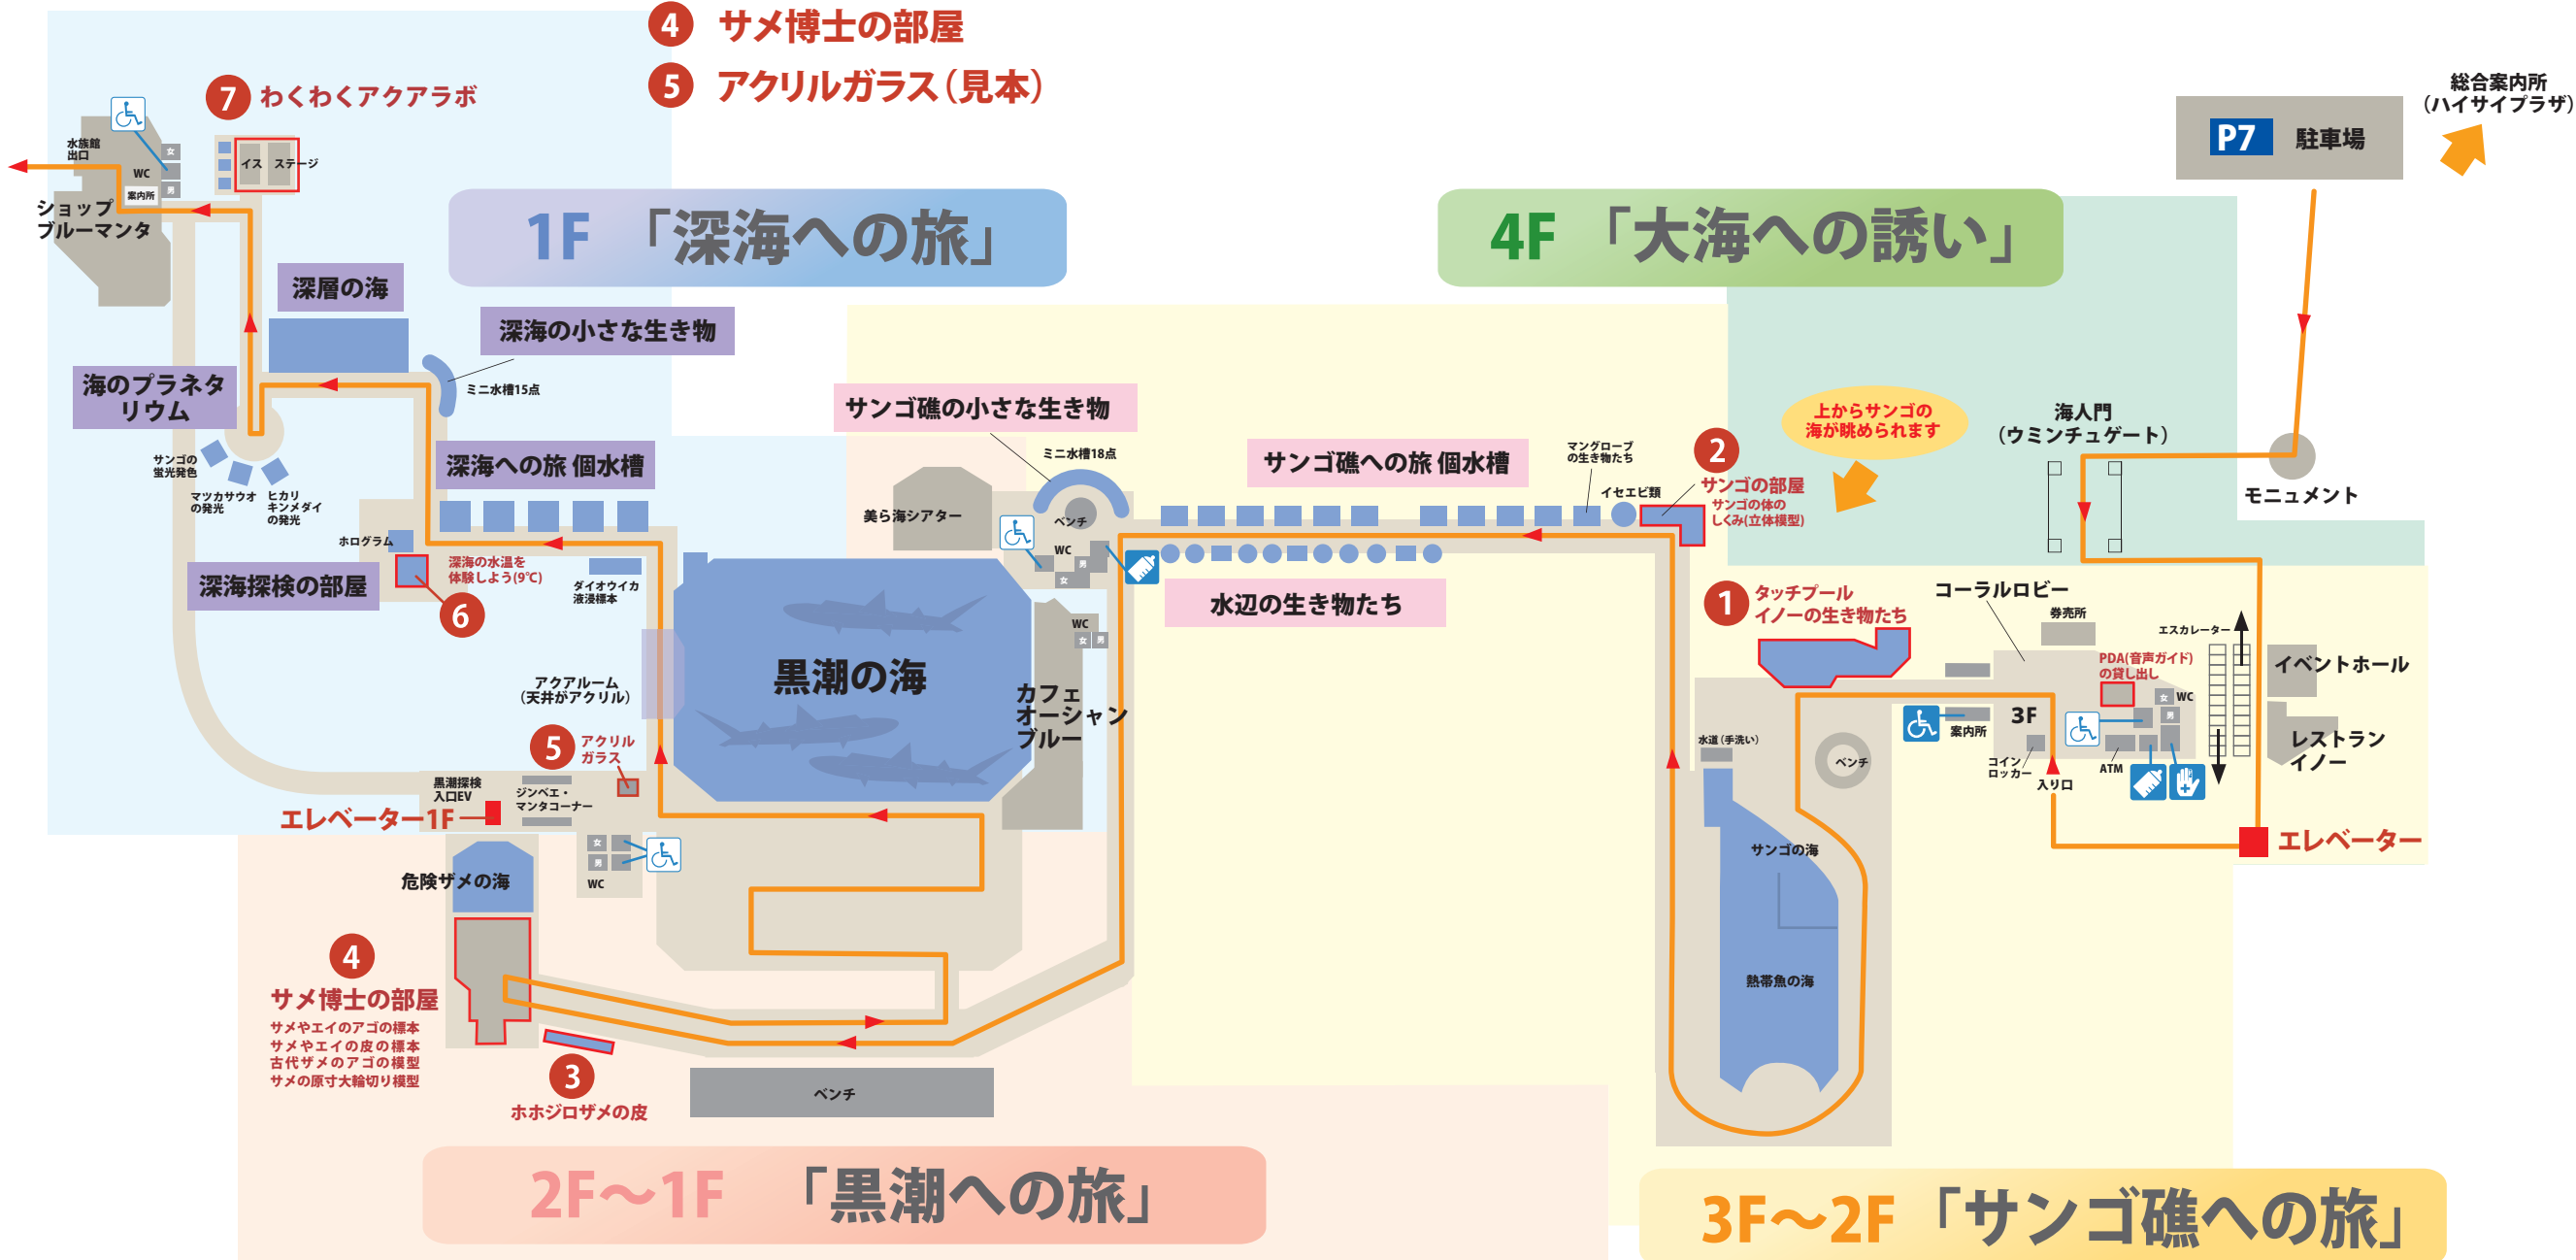 4 サメ博士の部屋
5 アクリルガラス(見本)
7 わくわくアクアラボ
水族館
出口
WC
女
男
案内所
イス
ステージ
ショップ
ブルーマンタ
1F 「深海への旅」
4F 「大海への誘い」
P7 駐車場
総合案内所
(ハイサイプラザ)
深層の海
深海の小さな生き物
ミニ水槽15点
海のプラネタ
リウム
サンゴの
蛍光発色
マツカサウオ
の発光
ヒカリ
キンメダイ
の発光
深海への旅 個水槽
ホログラム
深海探検の部屋
深海の水温を
体験しよう(9℃)
6
ダイオウイカ
液浸標本
サンゴ礁の小さな生き物
ミニ水槽18点
美ら海シアター
ベンチ
WC
男
女
サンゴ礁への旅 個水槽
マングローブ
の生き物たち
イセエビ類
2
サンゴの部屋
サンゴの体の
しくみ(立体模型)
上からサンゴの
海が眺められます
海人門
(ウミンチュゲート)
モニュメント
水辺の生き物たち
1 タッチプール
イノーの生き物たち
コーラルロビー
券売所
エスカレーター
PDA(音声ガイド)
の貸し出し
女
WC
男
イベントホール
レストラン
イノー
3F
案内所
コイン
ロッカー
入り口
ATM
エレベーター
ベンチ
水道(手洗い)
サンゴの海
熱帯魚の海
黒潮の海
WC
女
男
カフェ
オーシャン
ブルー
アクアルーム
(天井がアクリル)
5 アクリル
ガラス
黒潮探検
入口EV
ジンベエ・
マンタコーナー
エレベーター1F
女
男
WC
危険ザメの海
4
サメ博士の部屋
サメやエイのアゴの標本
サメやエイの皮の標本
古代ザメのアゴの模型
サメの原寸大輪切り模型
3
ホホジロザメの皮
ベンチ
2F〜1F 「黒潮への旅」
3F〜2F 「サンゴ礁への旅」